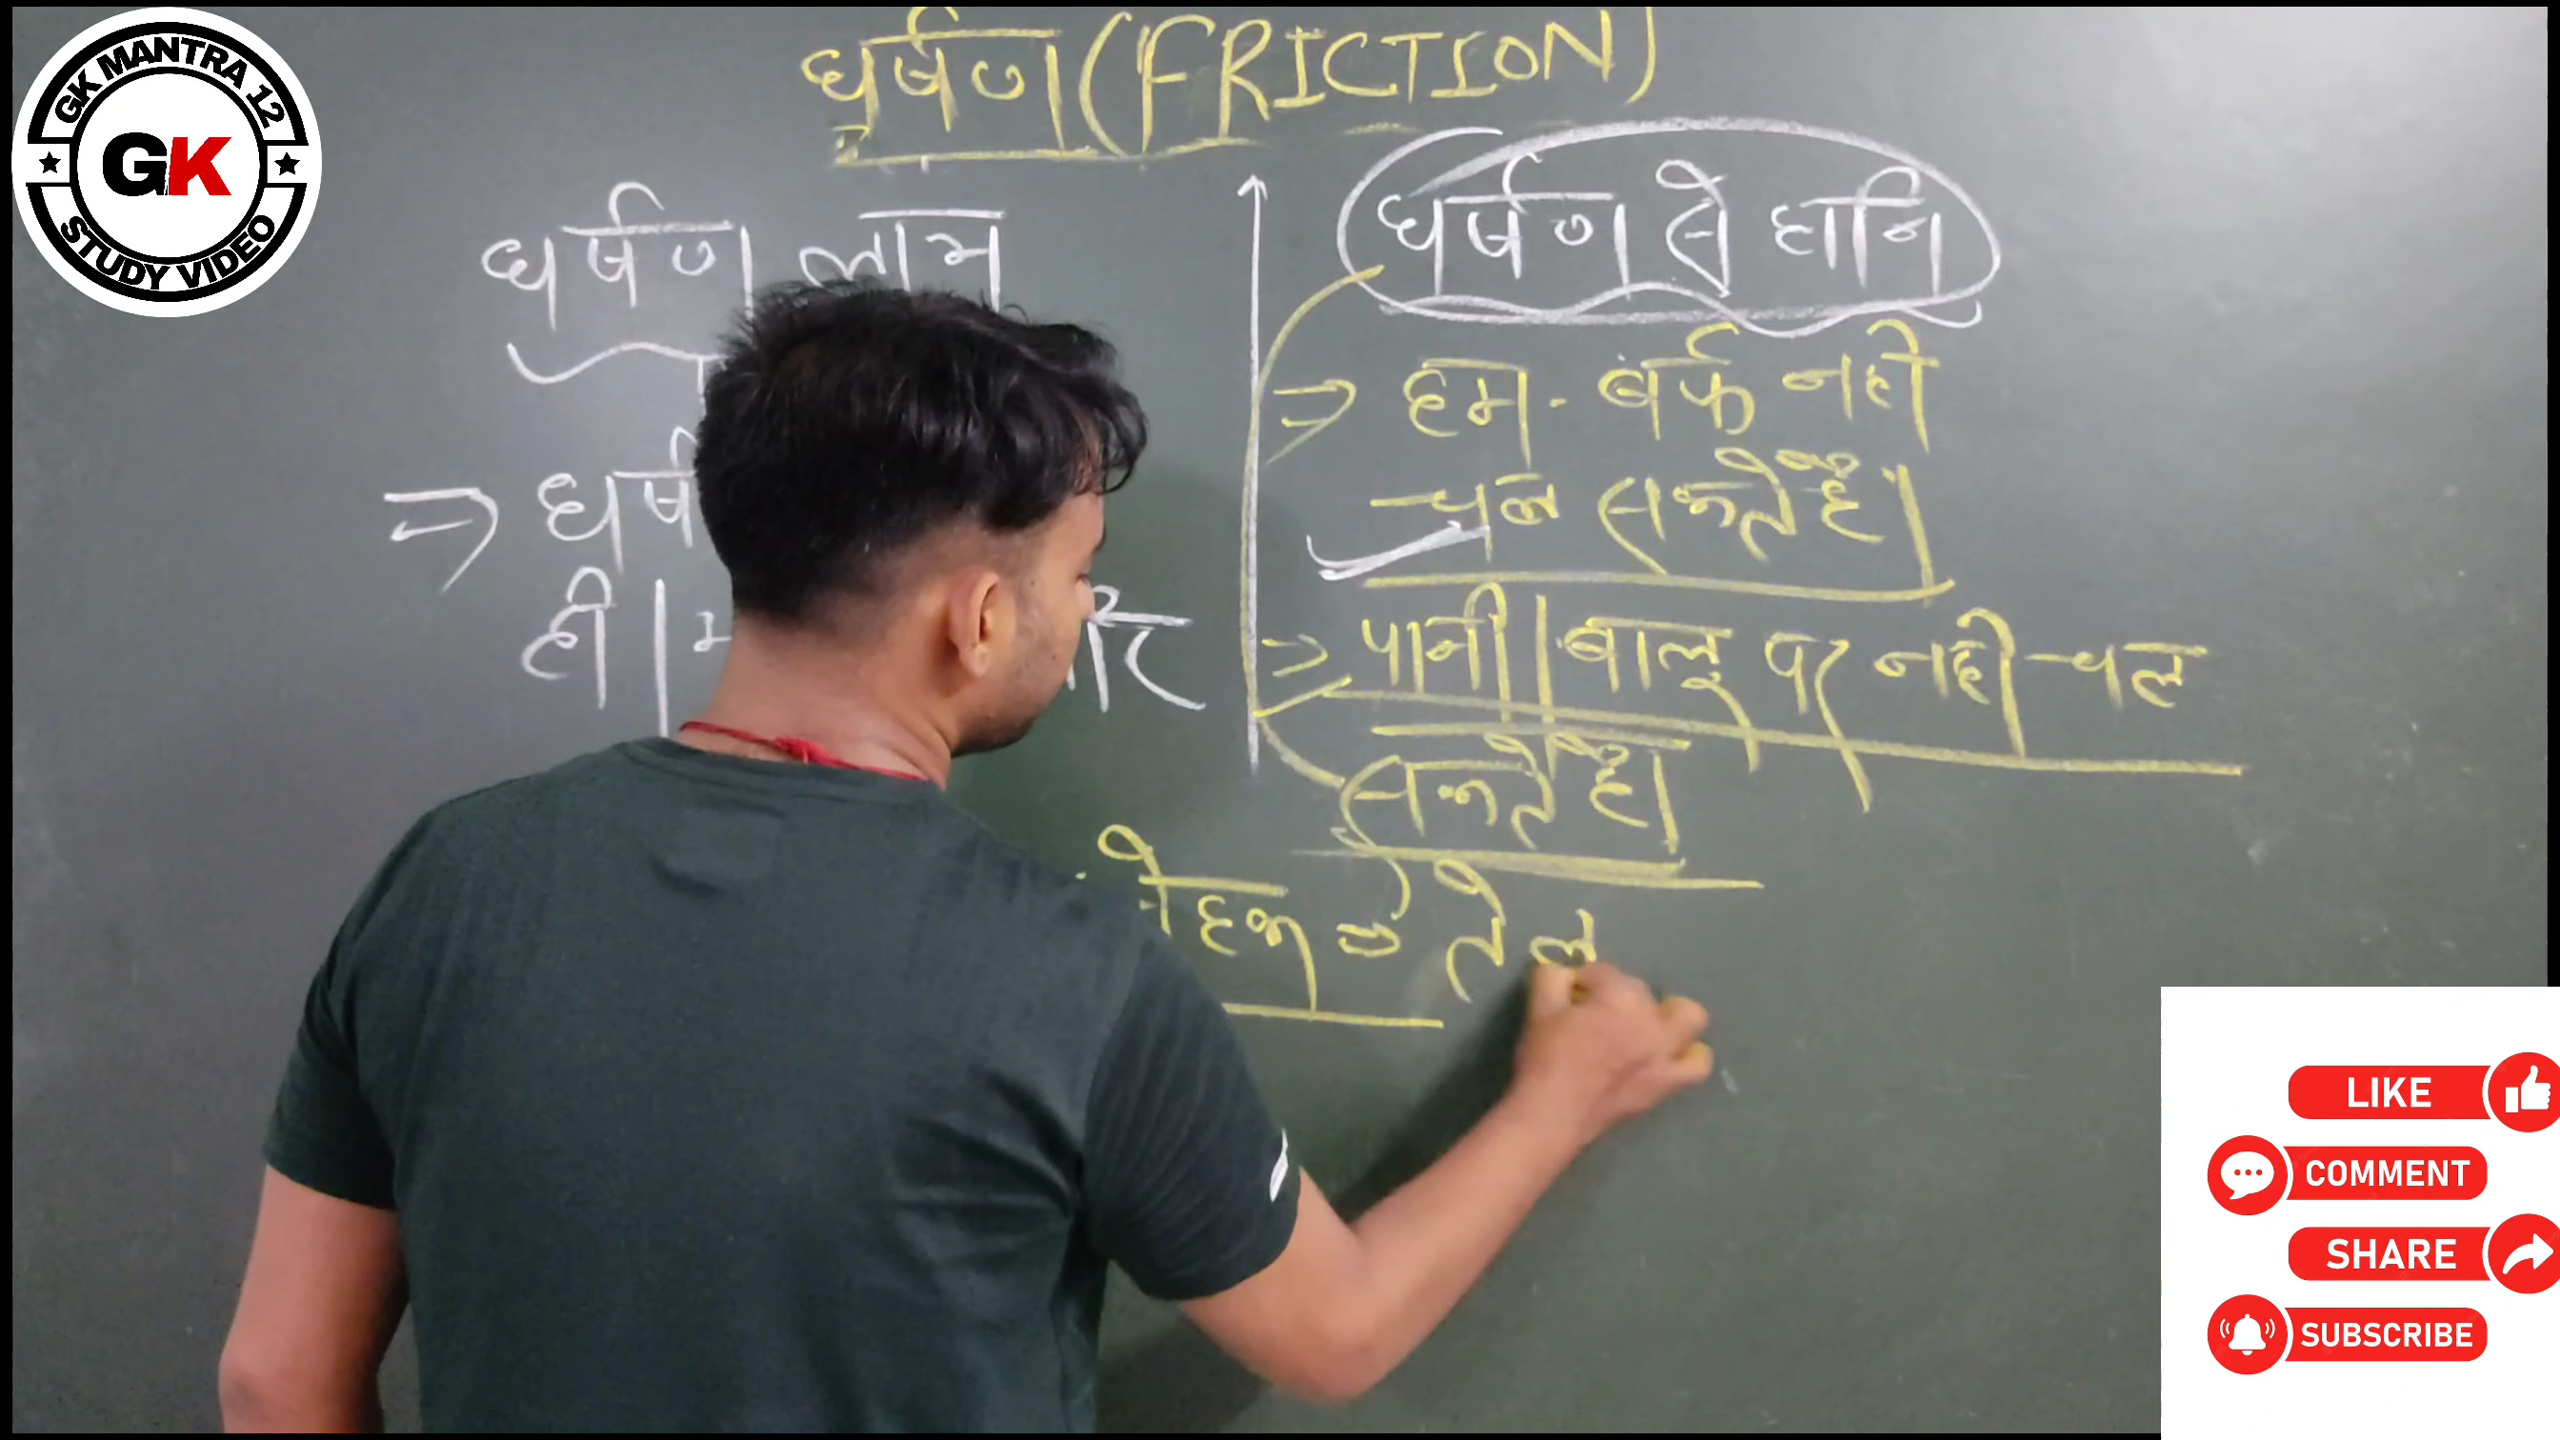 GK MANTRA 12
GK
STUDY VIDEO
घर्षण (FRICTION)
घर्षण लाभ
ही।
घर्षण से हानि
⇒ हम - बर्फ नही
चल सकते हैं।
⇒ पानी।बालू पर नही चल
सकते है।
⇒ तेल
LIKE
COMMENT
SHARE
SUBSCRIBE